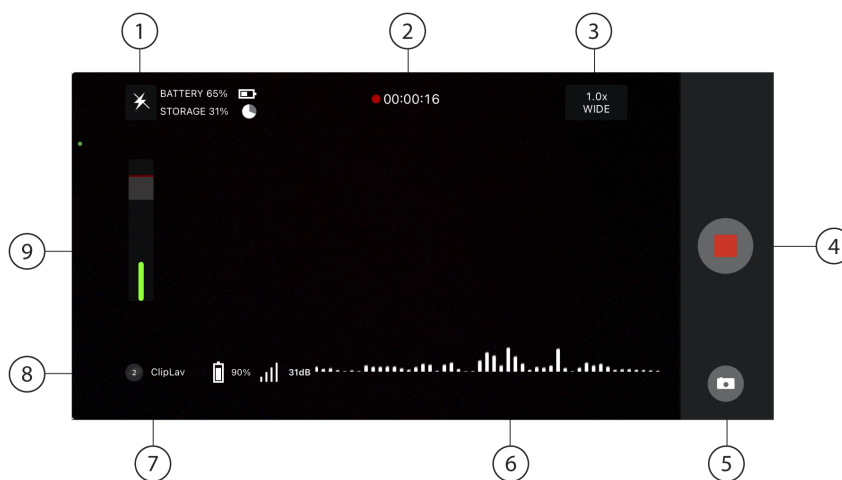 1
2
3
BATTERY 65%
STORAGE 31%
00:00:16
1.0x
WIDE
9
4
8
2 ClipLav 90% 31dB
7
6
5